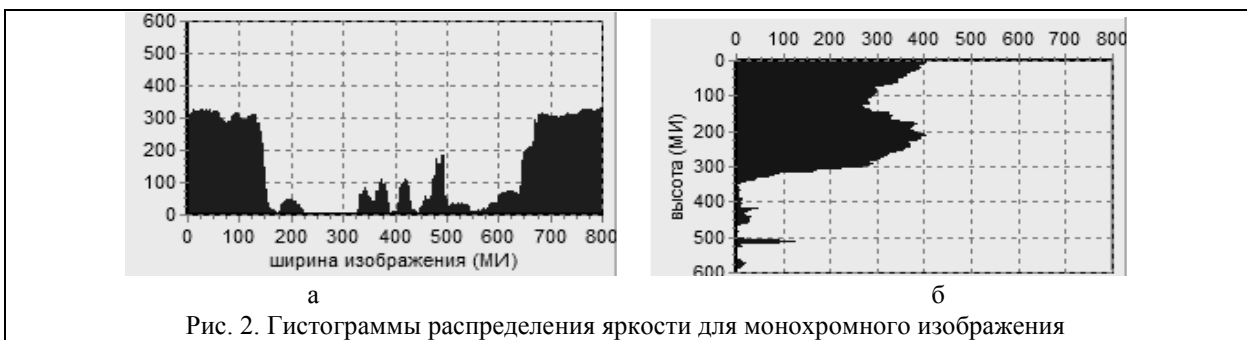 600
500
400
300
200
100
0
0 100 200 300 400 500 600 700 800
ширина изображения (МИ)
а
0 100 200 300 400 500 600 700 800
0
100
200
300
400
500
600
высота (МИ)
б
Рис. 2. Гистограммы распределения яркости для монохромного изображения